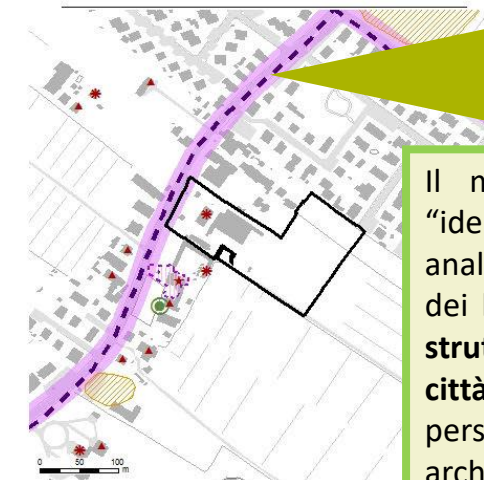 Il
"ide
anal
dei
strut
città
pers
arch
0 50 100
m